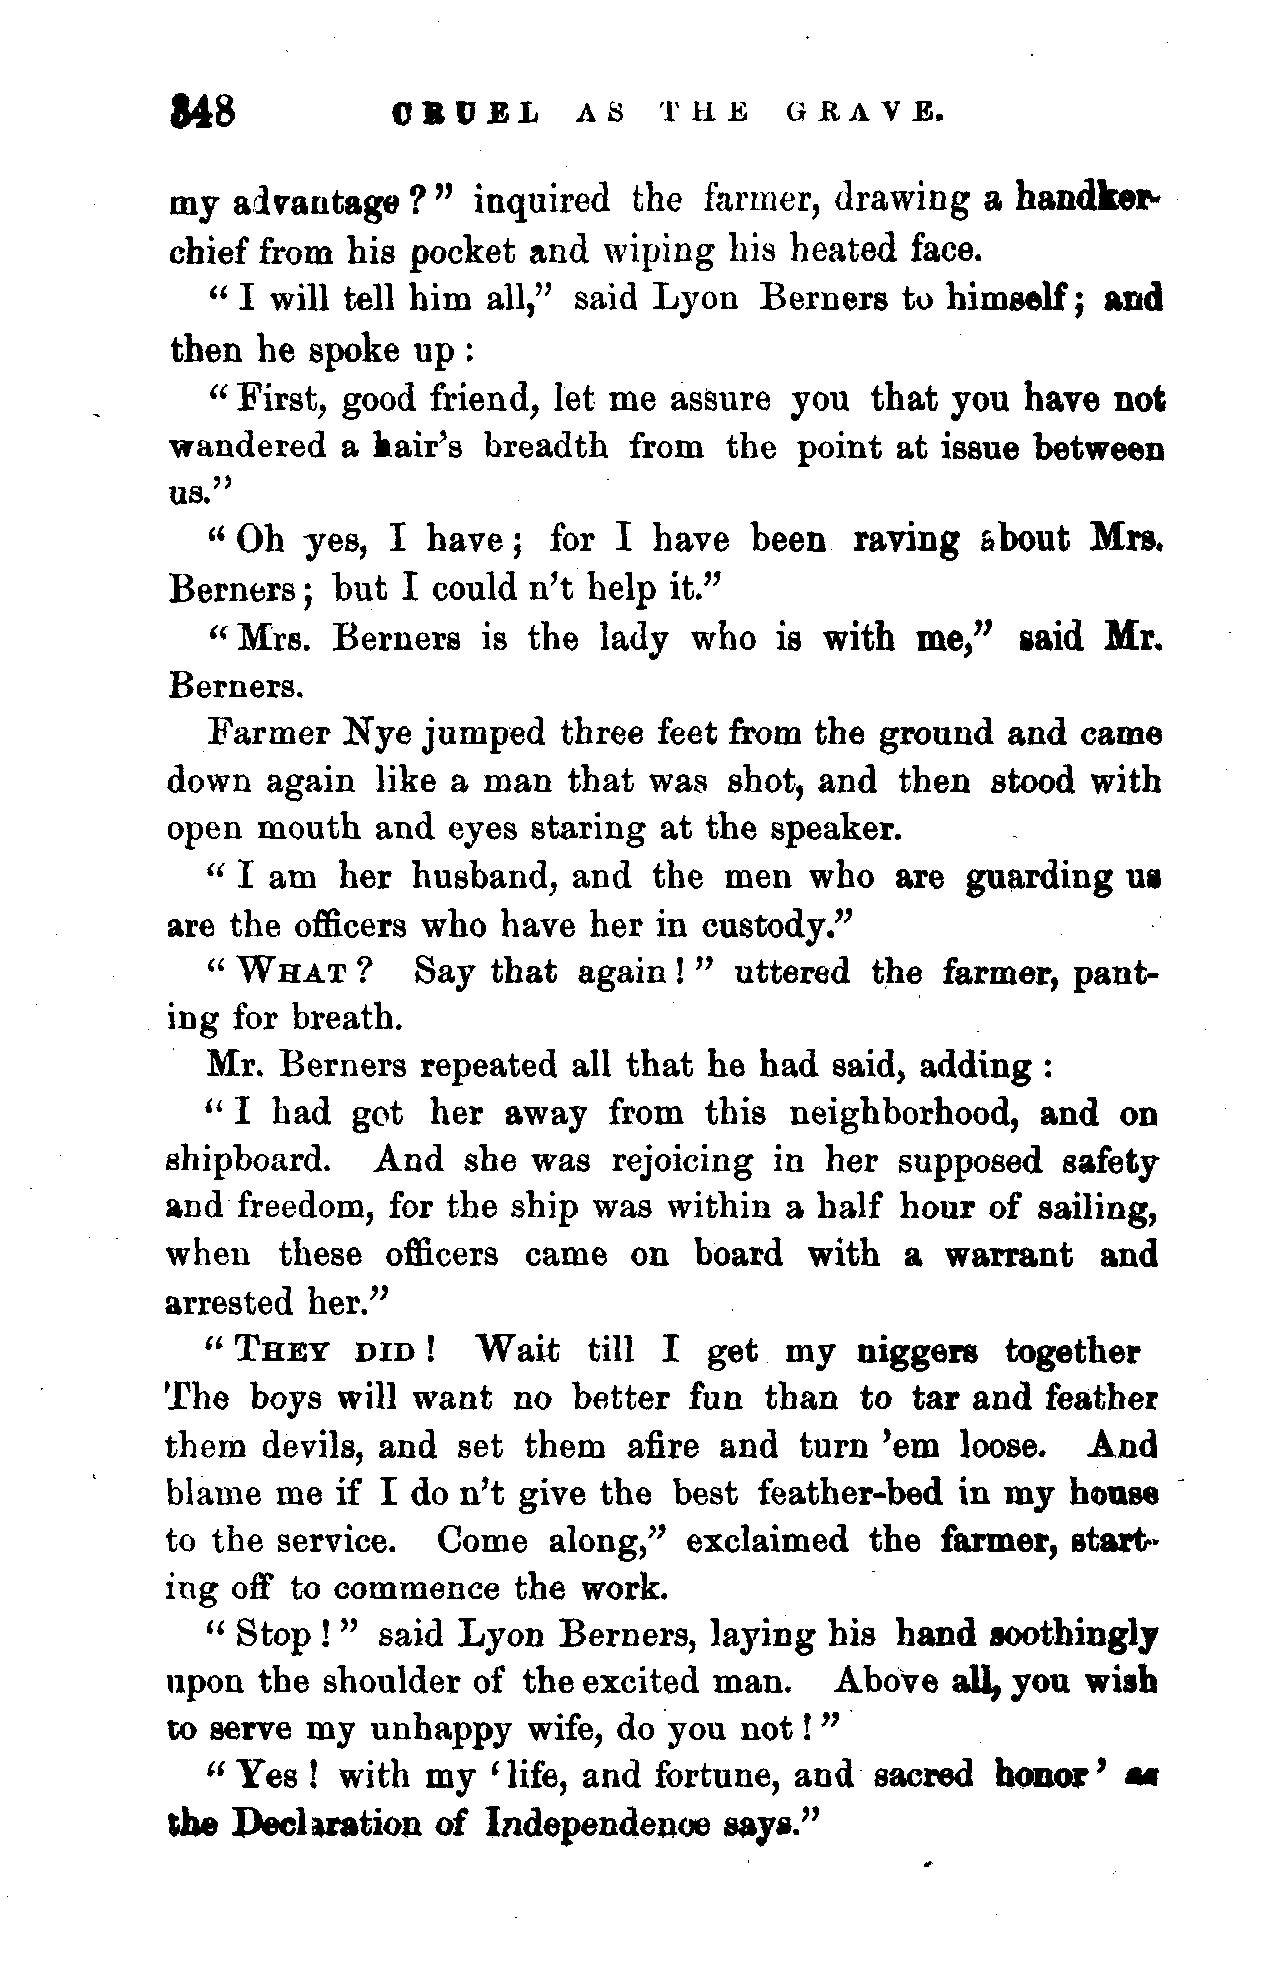 348 CRUEL AS THE GRAVE.
my advantage?" inquired the farmer, drawing a handker-
chief from his pocket and wiping his heated face.
"I will tell him all," said Lyon Berners to himself; and
then he spoke up:
"First, good friend, let me assure you that you have not
wandered a hair's breadth from the point at issue between
us."
"Oh yes, I have; for I have been raving about Mrs.
Berners; but I could n't help it."
"Mrs. Berners is the lady who is with me," said Mr.
Berners.
Farmer Nye jumped three feet from the ground and came
down again like a man that was shot, and then stood with
open mouth and eyes staring at the speaker.
"I am her husband, and the men who are guarding us
are the officers who have her in custody."
"WHAT? Say that again!" uttered the farmer, pant-
ing for breath.
Mr. Berners repeated all that he had said, adding:
"I had got her away from this neighborhood, and on
shipboard. And she was rejoicing in her supposed safety
and freedom, for the ship was within a half hour of sailing,
when these officers came on board with a warrant and
arrested her."
"THEY DID! Wait till I get my niggers together
The boys will want no better fun than to tar and feather
them devils, and set them afire and turn 'em loose. And
blame me if I do n't give the best feather-bed in my house
to the service. Come along," exclaimed the farmer, start-
ing off to commence the work.
"Stop!" said Lyon Berners, laying his hand soothingly
upon the shoulder of the excited man. Above all, you wish
to serve my unhappy wife, do you not!"
"Yes! with my 'life, and fortune, and sacred honor' as
the Declaration of Independence says."